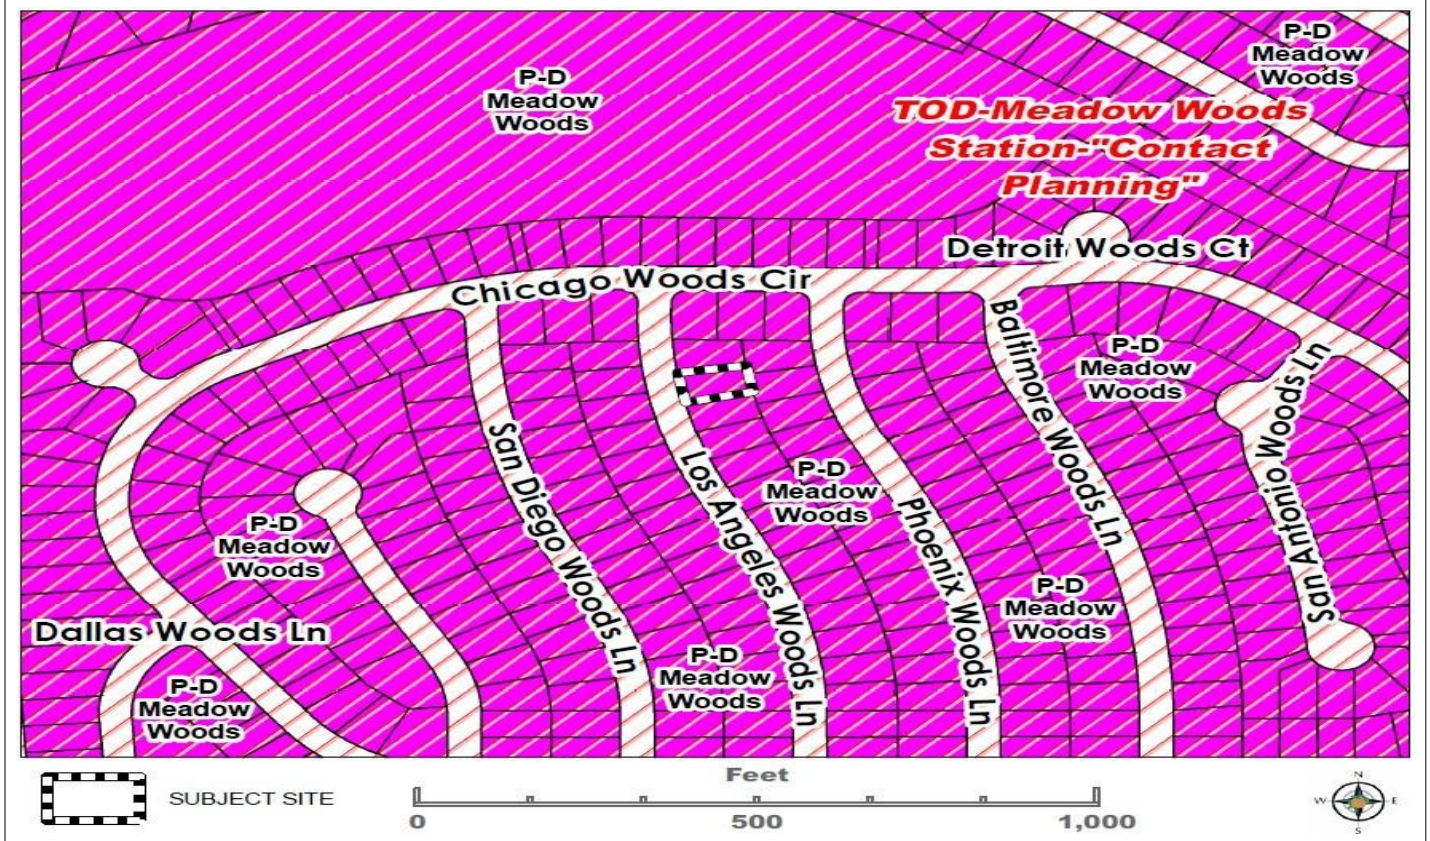 P-D
Meadow
Woods
P-D
Meadow
Woods
TOD-Meadow Woods
Station-"Contact
Planning"
Detroit Woods Ct
Chicago Woods Cir
Baltimore Woods Ln
P-D
Meadow
Woods
San Antonio Woods Ln
San Diego Woods Ln
Los Angeles Woods Ln
P-D
Meadow
Woods
Phoenix Woods Ln
P-D
Meadow
Woods
P-D
Meadow
Woods
Dallas Woods Ln
P-D
Meadow
Woods
P-D
Meadow
Woods
SUBJECT SITE
Feet
0 500 1,000
N
W E
S